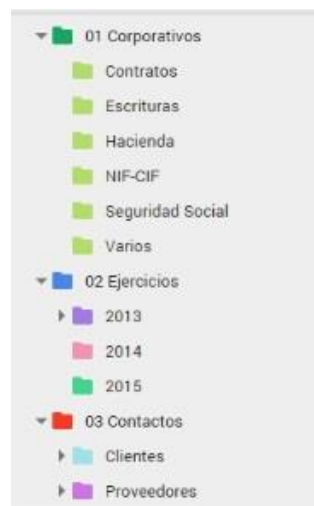 01 Corporativos
Contratos
Escrituras
Hacienda
NIF-CIF
Seguridad Social
Varios
02 Ejercicios
2013
2014
2015
03 Contactos
Clientes
Proveedores